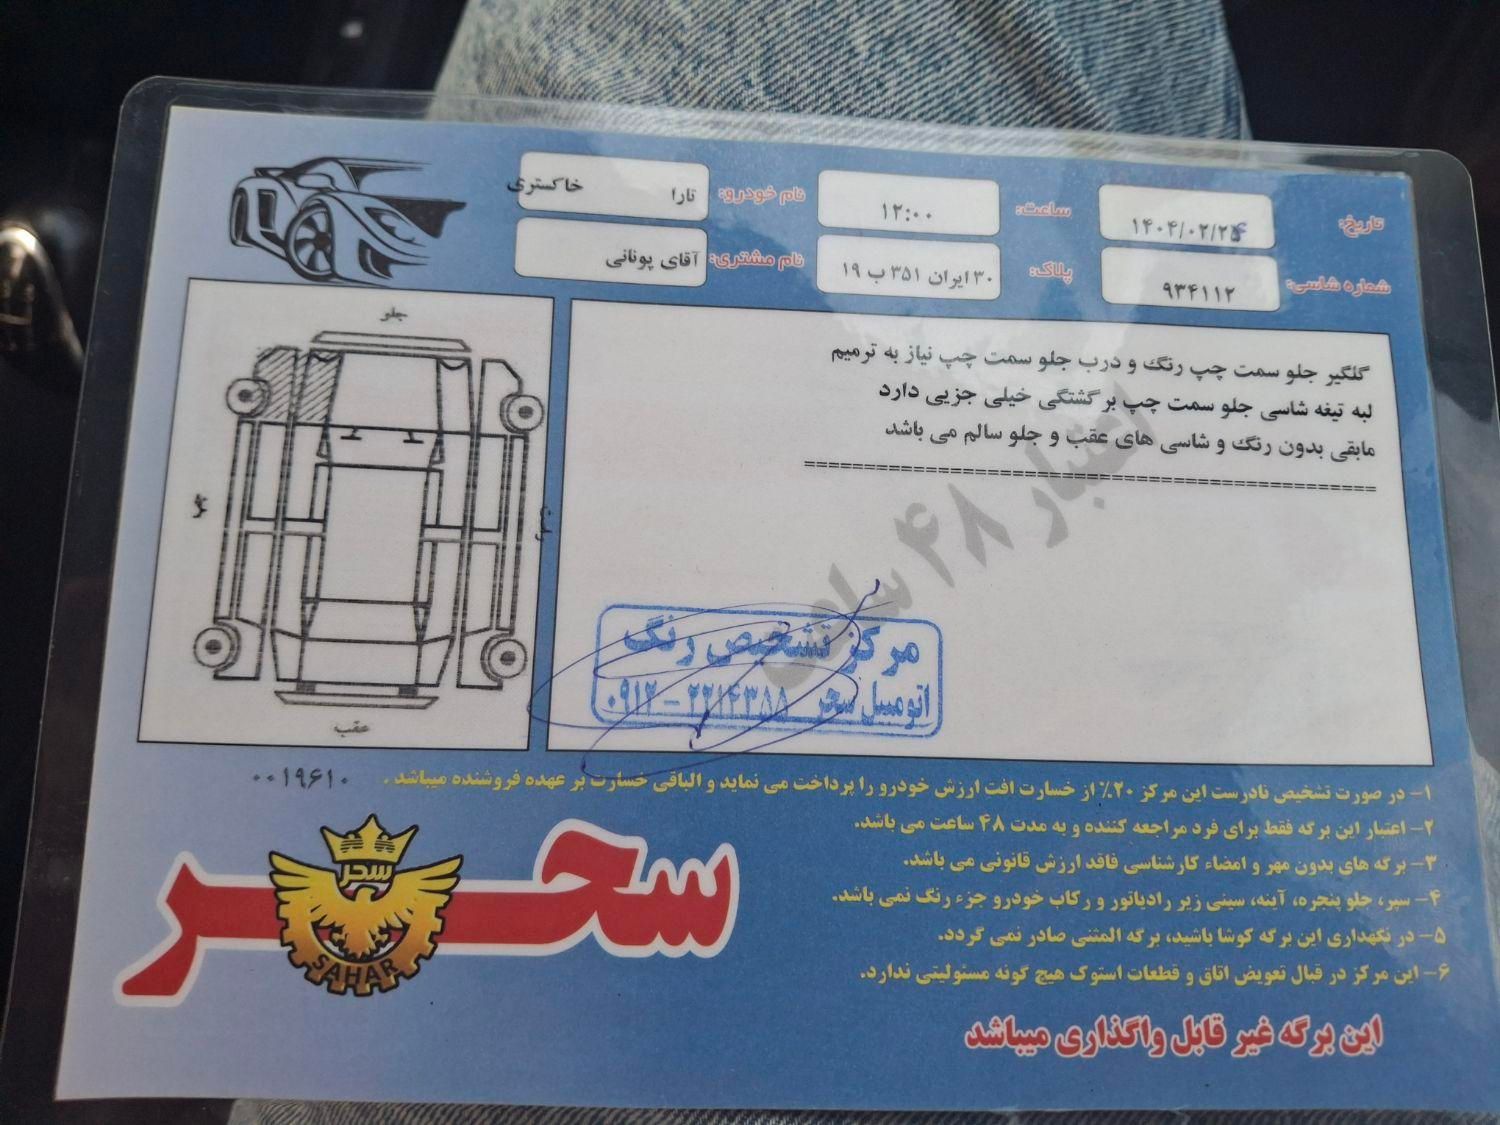 تاریخ: ۱۴۰۴/۰۲/۲۴
ساعت: ۱۲:۰۰
نام خودرو: تارا خاکستری
شماره شاسی: ۹۳۴۱۱۲
پلاک: ۳۰ ایران ۳۵۱ ب ۱۹
نام مشتری: آقای پونانی
جلو
عقب
گلگیر جلو سمت چپ رنگ و درب جلو سمت چپ نیاز به ترمیم
لبه تیغه شاسی جلو سمت چپ برگشتگی خیلی جزیی دارد
مابقی بدون رنگ و شاسی های عقب و جلو سالم می باشد
==============================================
اعتبار ۴۸ ساعت
مرکز تشخیص رنگ
اتومبیل سحر ۲۲۱۴۳۸۸-۰۹۱۲
۱- در صورت تشخیص نادرست این مرکز ۲۰٪ از خسارت افت ارزش خودرو را پرداخت می نماید و الباقی خسارت بر عهده فروشنده میباشد .
۰۰۱۹۶۱۰
۲- اعتبار این برگه فقط برای فرد مراجعه کننده و به مدت ۴۸ ساعت می باشد.
۳- برگه های بدون مهر و امضاء کارشناسی فاقد ارزش قانونی می باشد.
۴- سپر، جلو پنجره، آینه، سینی زیر رادیاتور و رکاب خودرو جزء رنگ نمی باشد.
۵- در نگهداری این برگه کوشا باشید، برگه المثنی صادر نمی گردد.
۶- این مرکز در قبال تعویض اتاق و قطعات استوک هیچ گونه مسئولیتی ندارد.
سحر
سحر
SAHAR
این برگه غیر قابل واگذاری میباشد